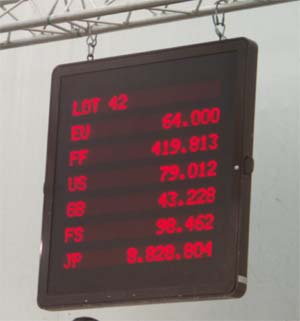 LOT 42
EU 64.000
FF 419.813
US 79.012
GB 43.228
FS 98.462
JP 8.828.804